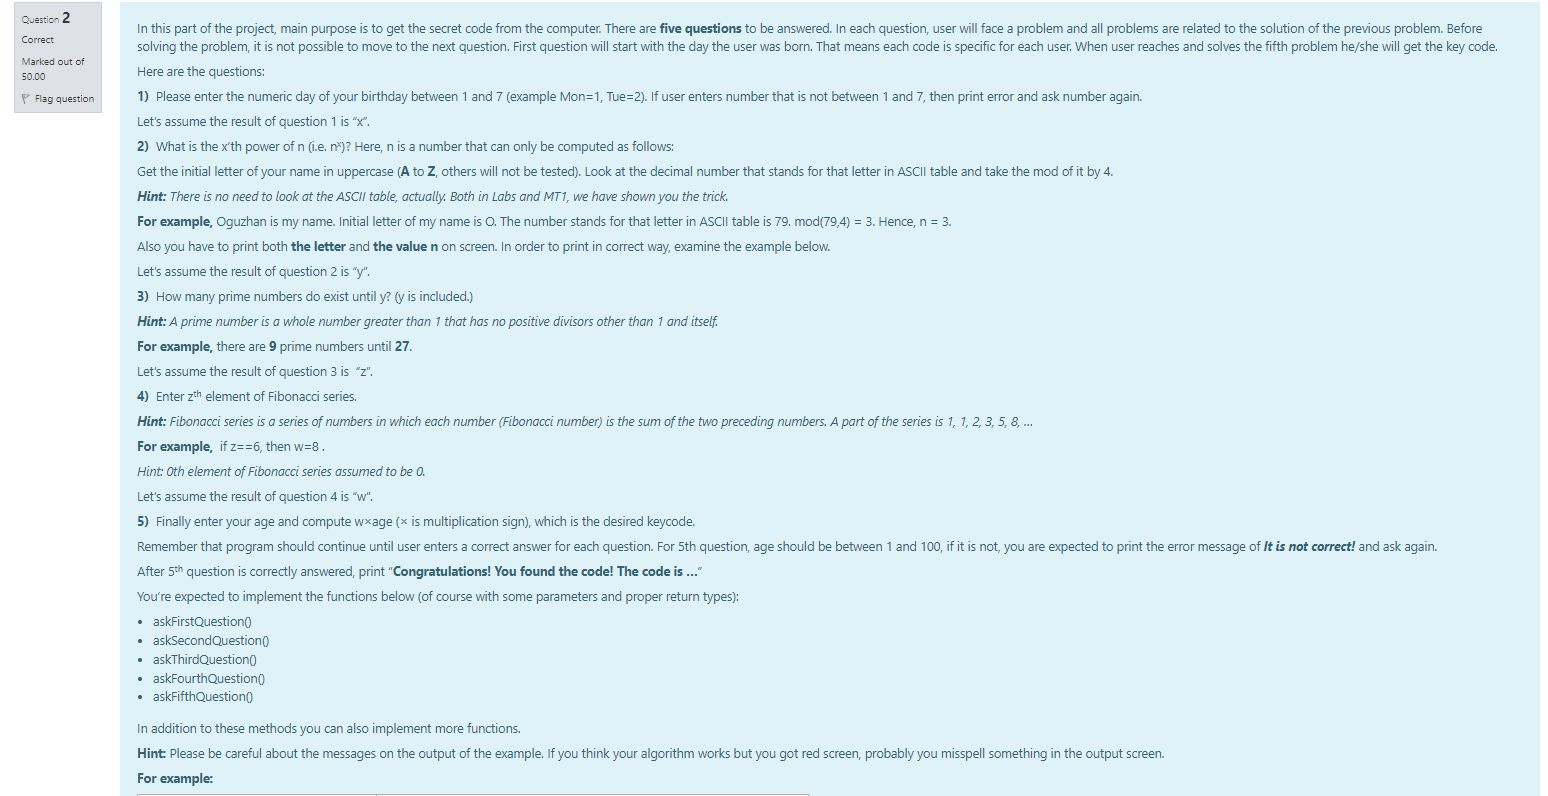 Question 2
Correct
Marked out of
50.00
Flag question
In this part of the project, main purpose is to get the secret code from the computer. There are five questions to be answered. In each question, user will face a problem and all problems are related to the solution of the previous problem. Before
solving the problem, it is not possible to move to the next question. First question will start with the day the user was born. That means each code is specific for each user. When user reaches and solves the fifth problem he/she will get the key code.
Here are the questions:
1) Please enter the numeric day of your birthday between 1 and 7 (example Mon=1, Tue=2). If user enters number that is not between 1 and 7, then print error and ask number again.
Let's assume the result of question 1 is "x".
2) What is the x'th power of n (i.e. nˣ)? Here, n is a number that can only be computed as follows:
Get the initial letter of your name in uppercase (A to Z, others will not be tested). Look at the decimal number that stands for that letter in ASCII table and take the mod of it by 4.
Hint: There is no need to look at the ASCII table, actually. Both in Labs and MT1, we have shown you the trick.
For example, Oguzhan is my name. Initial letter of my name is O. The number stands for that letter in ASCII table is 79. mod(79,4) = 3. Hence, n = 3.
Also you have to print both the letter and the value n on screen. In order to print in correct way, examine the example below.
Let's assume the result of question 2 is "y".
3) How many prime numbers do exist until y? (y is included.)
Hint: A prime number is a whole number greater than 1 that has no positive divisors other than 1 and itself.
For example, there are 9 prime numbers until 27.
Let's assume the result of question 3 is "z".
4) Enter zᵗʰ element of Fibonacci series.
Hint: Fibonacci series is a series of numbers in which each number (Fibonacci number) is the sum of the two preceding numbers. A part of the series is 1, 1, 2, 3, 5, 8, ...
For example, if z==6, then w=8 .
Hint: 0th element of Fibonacci series assumed to be 0.
Let's assume the result of question 4 is "w".
5) Finally enter your age and compute w×age (× is multiplication sign), which is the desired keycode.
Remember that program should continue until user enters a correct answer for each question. For 5th question, age should be between 1 and 100, if it is not, you are expected to print the error message of It is not correct! and ask again.
After 5ᵗʰ question is correctly answered, print "Congratulations! You found the code! The code is ..."
You're expected to implement the functions below (of course with some parameters and proper return types):
• askFirstQuestion()
• askSecondQuestion()
• askThirdQuestion()
• askFourthQuestion()
• askFifthQuestion()
In addition to these methods you can also implement more functions.
Hint: Please be careful about the messages on the output of the example. If you think your algorithm works but you got red screen, probably you misspell something in the output screen.
For example: